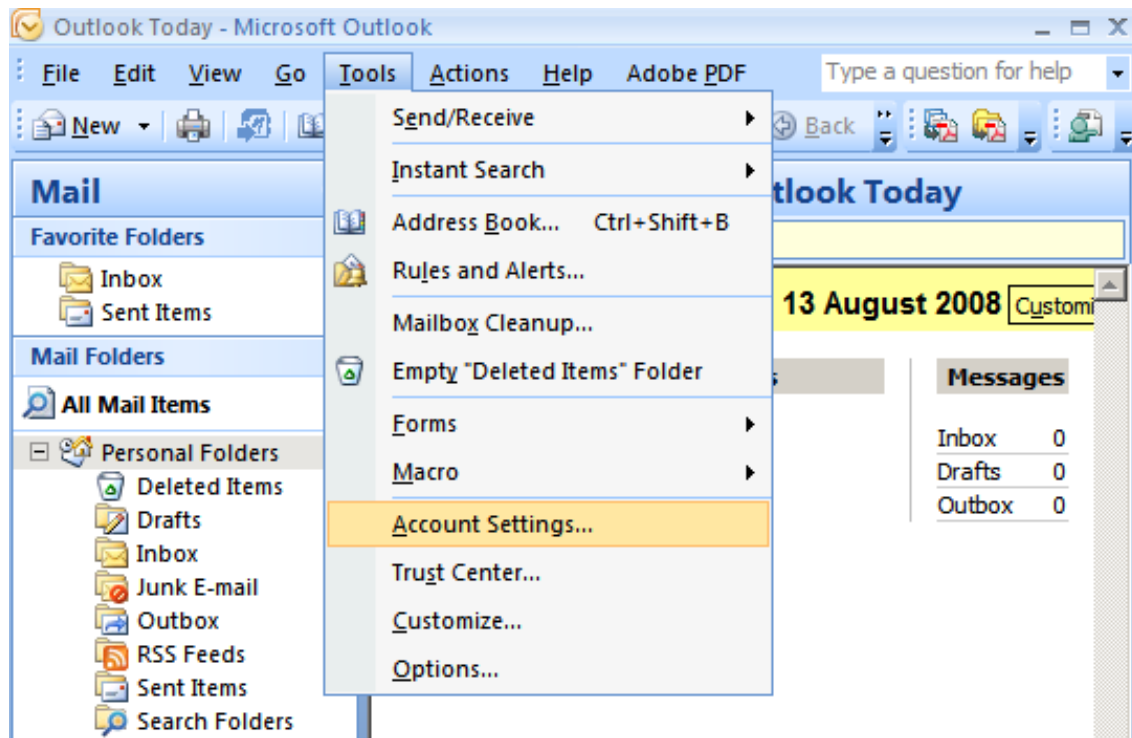 Outlook Today - Microsoft Outlook
File Edit View Go Tools Actions Help Adobe PDF Type a question for help
New Back
Mail
Favorite Folders
Inbox
Sent Items
Mail Folders
All Mail Items
Personal Folders
Deleted Items
Drafts
Inbox
Junk E-mail
Outbox
RSS Feeds
Sent Items
Search Folders
Send/Receive
Instant Search
Address Book... Ctrl+Shift+B
Rules and Alerts...
Mailbox Cleanup...
Empty "Deleted Items" Folder
Forms
Macro
Account Settings...
Trust Center...
Customize...
Options...
tlook Today
13 August 2008 Customi
s
Messages
Inbox 0
Drafts 0
Outbox 0